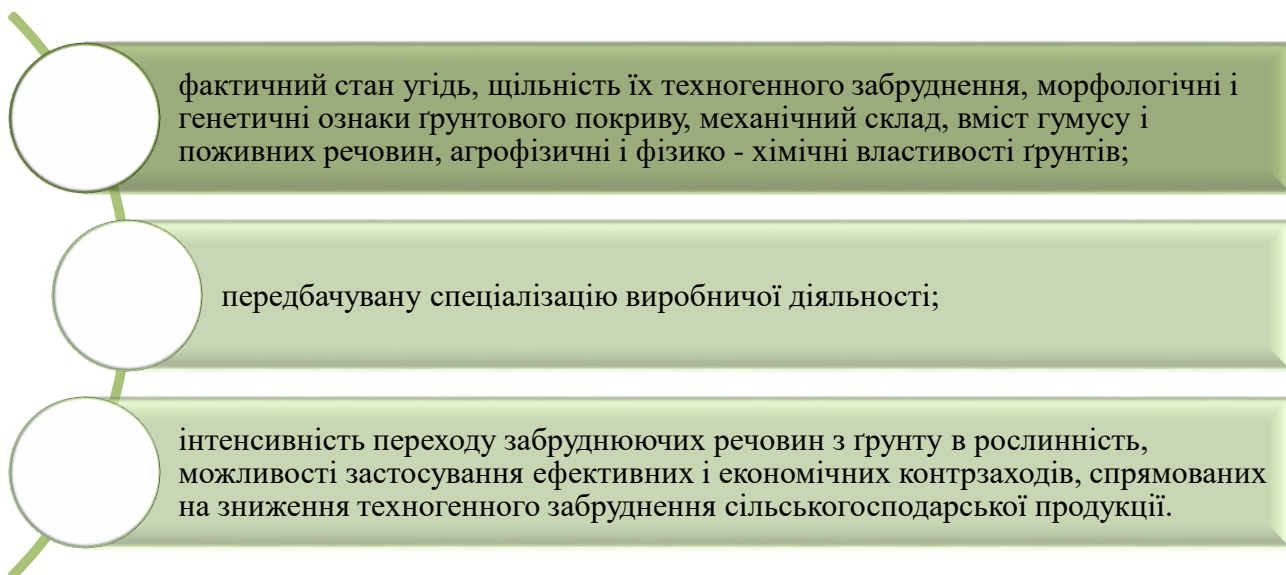 фактичний стан угідь, щільність їх техногенного забруднення, морфологічні і
генетичні ознаки ґрунтового покриву, механічний склад, вміст гумусу і
поживних речовин, агрофізичні і фізико - хімічні властивості ґрунтів;
передбачувану спеціалізацію виробничої діяльності;
інтенсивність переходу забруднюючих речовин з ґрунту в рослинність,
можливості застосування ефективних і економічних контрзаходів, спрямованих
на зниження техногенного забруднення сільськогосподарської продукції.